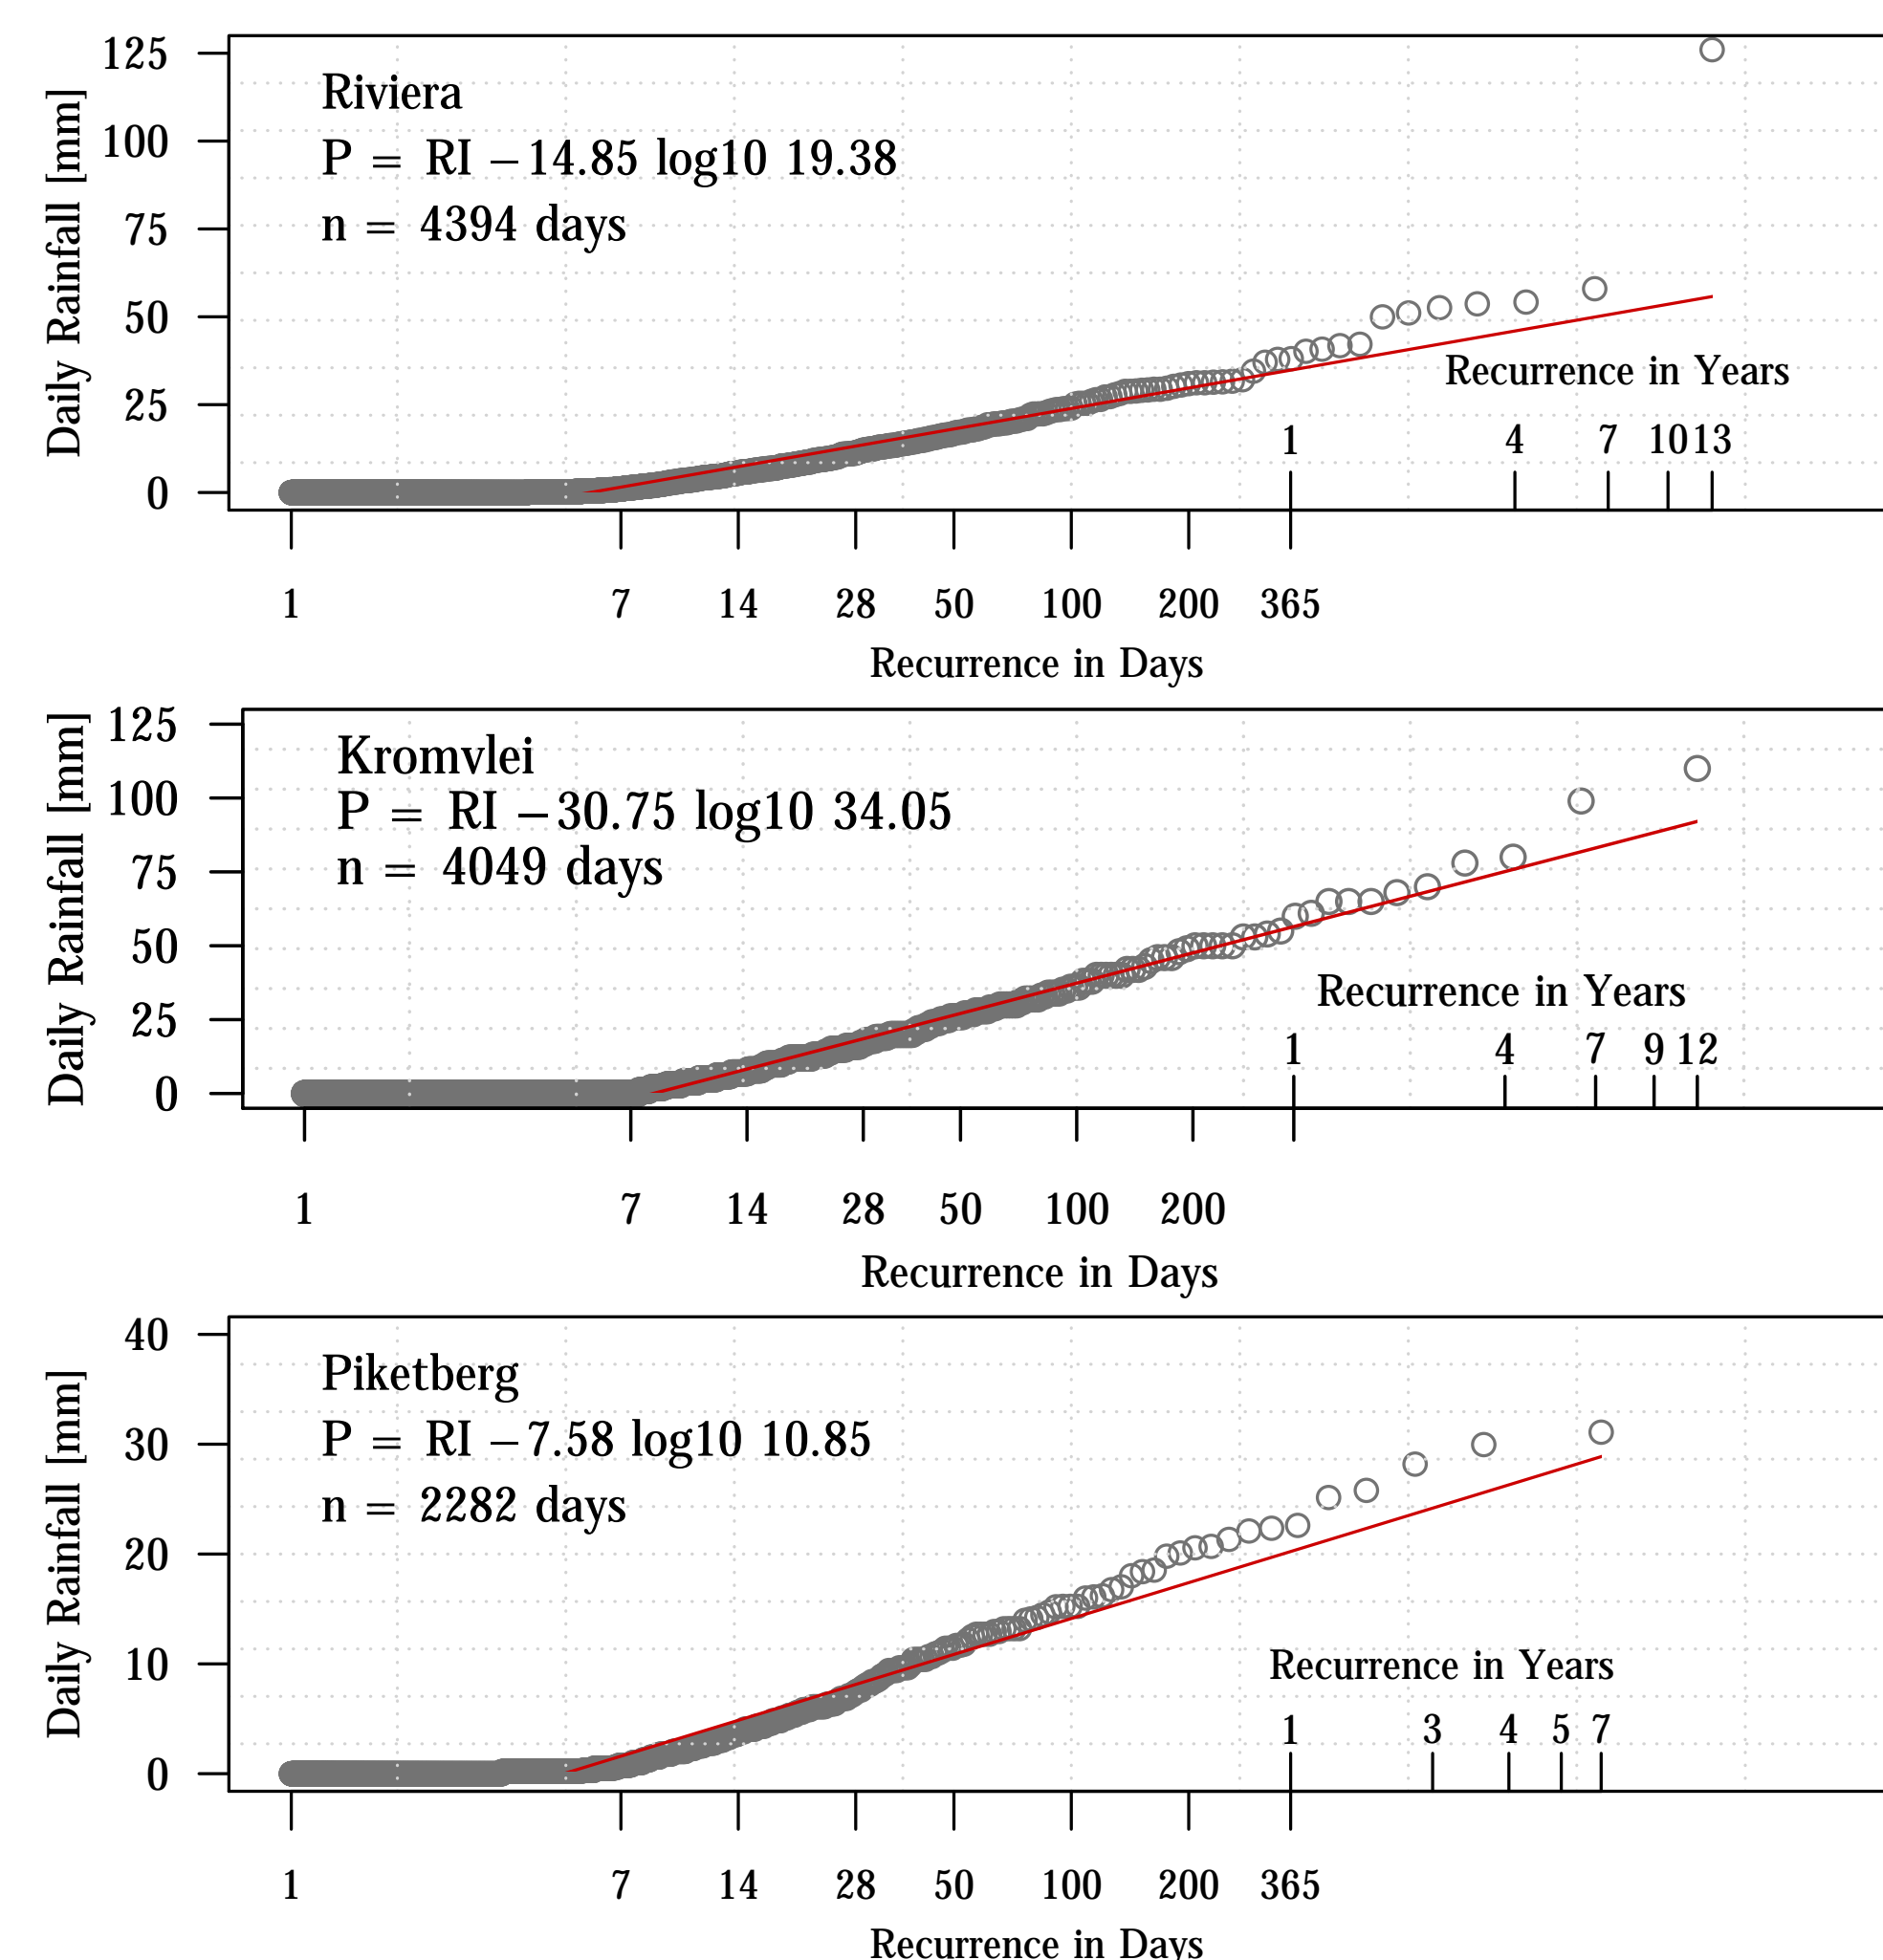 Daily Rainfall [mm]
125
100
75
50
25
0
Riviera
P = RI −14.85 log10 19.38
n = 4394 days
Recurrence in Years
1 4 7 10 13
1 7 14 28 50 100 200 365
Recurrence in Days
Daily Rainfall [mm]
125
100
75
50
25
0
Kromvlei
P = RI −30.75 log10 34.05
n = 4049 days
Recurrence in Years
1 4 7 9 12
1 7 14 28 50 100 200
Recurrence in Days
Daily Rainfall [mm]
40
30
20
10
0
Piketberg
P = RI −7.58 log10 10.85
n = 2282 days
Recurrence in Years
1 3 4 5 7
1 7 14 28 50 100 200 365
Recurrence in Days